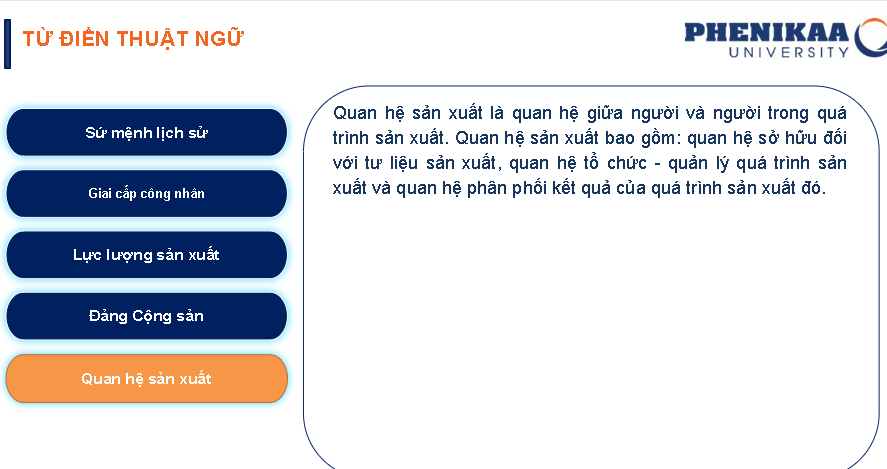 TỪ ĐIỂN THUẬT NGỮ
PHENIKAA
UNIVERSITY
Sứ mệnh lịch sử
Giai cấp công nhân
Lực lượng sản xuất
Đảng Cộng sản
Quan hệ sản xuất
Quan hệ sản xuất là quan hệ giữa người và người trong quá
trình sản xuất. Quan hệ sản xuất bao gồm: quan hệ sở hữu đối
với tư liệu sản xuất, quan hệ tổ chức - quản lý quá trình sản
xuất và quan hệ phân phối kết quả của quá trình sản xuất đó.